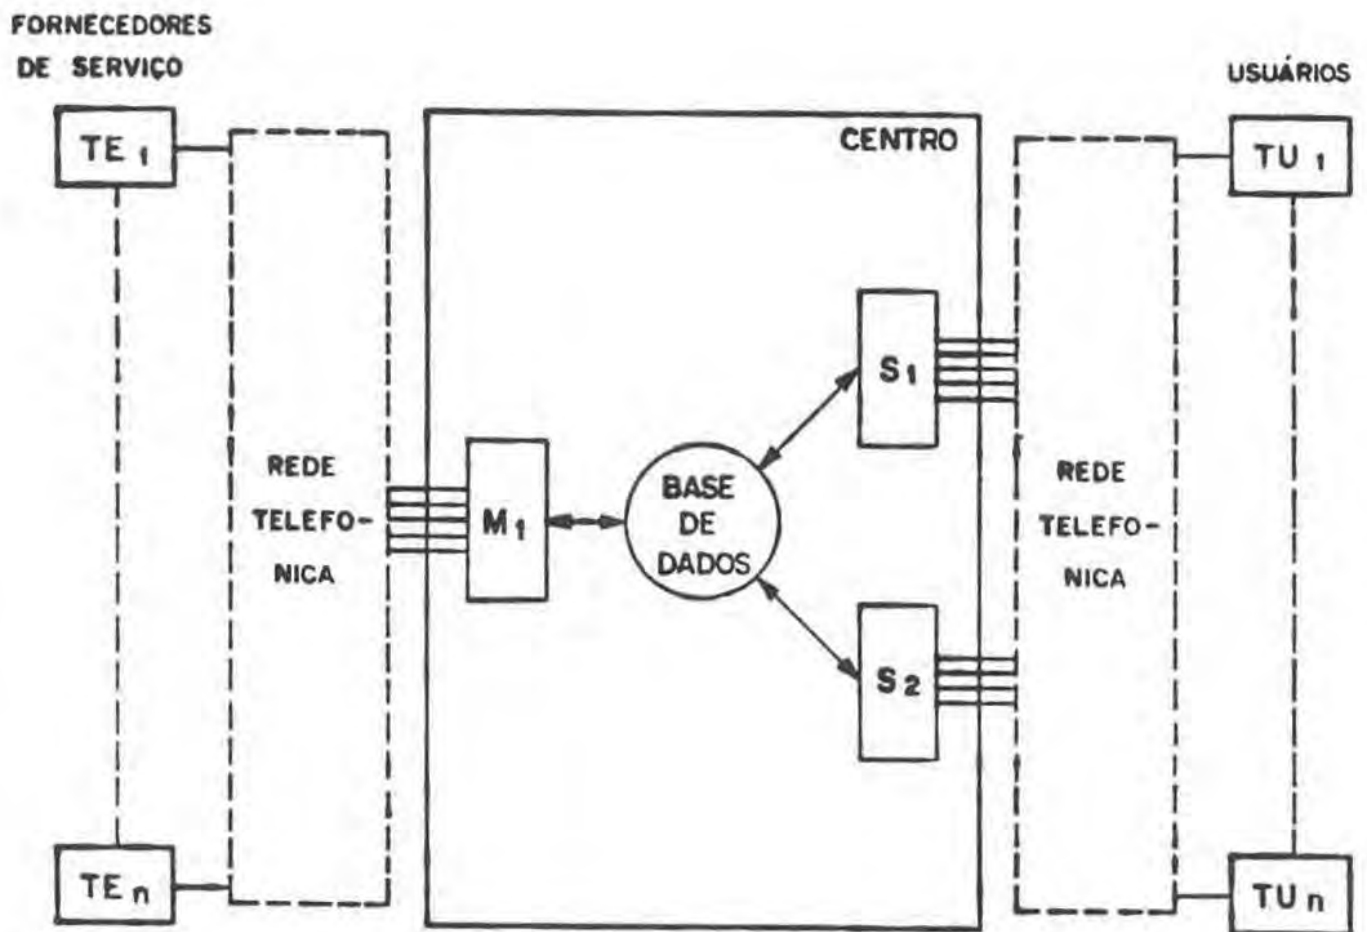 FORNECEDORES
DE SERVIÇO
USUÁRIOS
TE 1
CENTRO
TU 1
S1
REDE
TELEFO-
NICA
M1
BASE
DE
DADOS
REDE
TELEFO-
NICA
S2
TE n
TU n